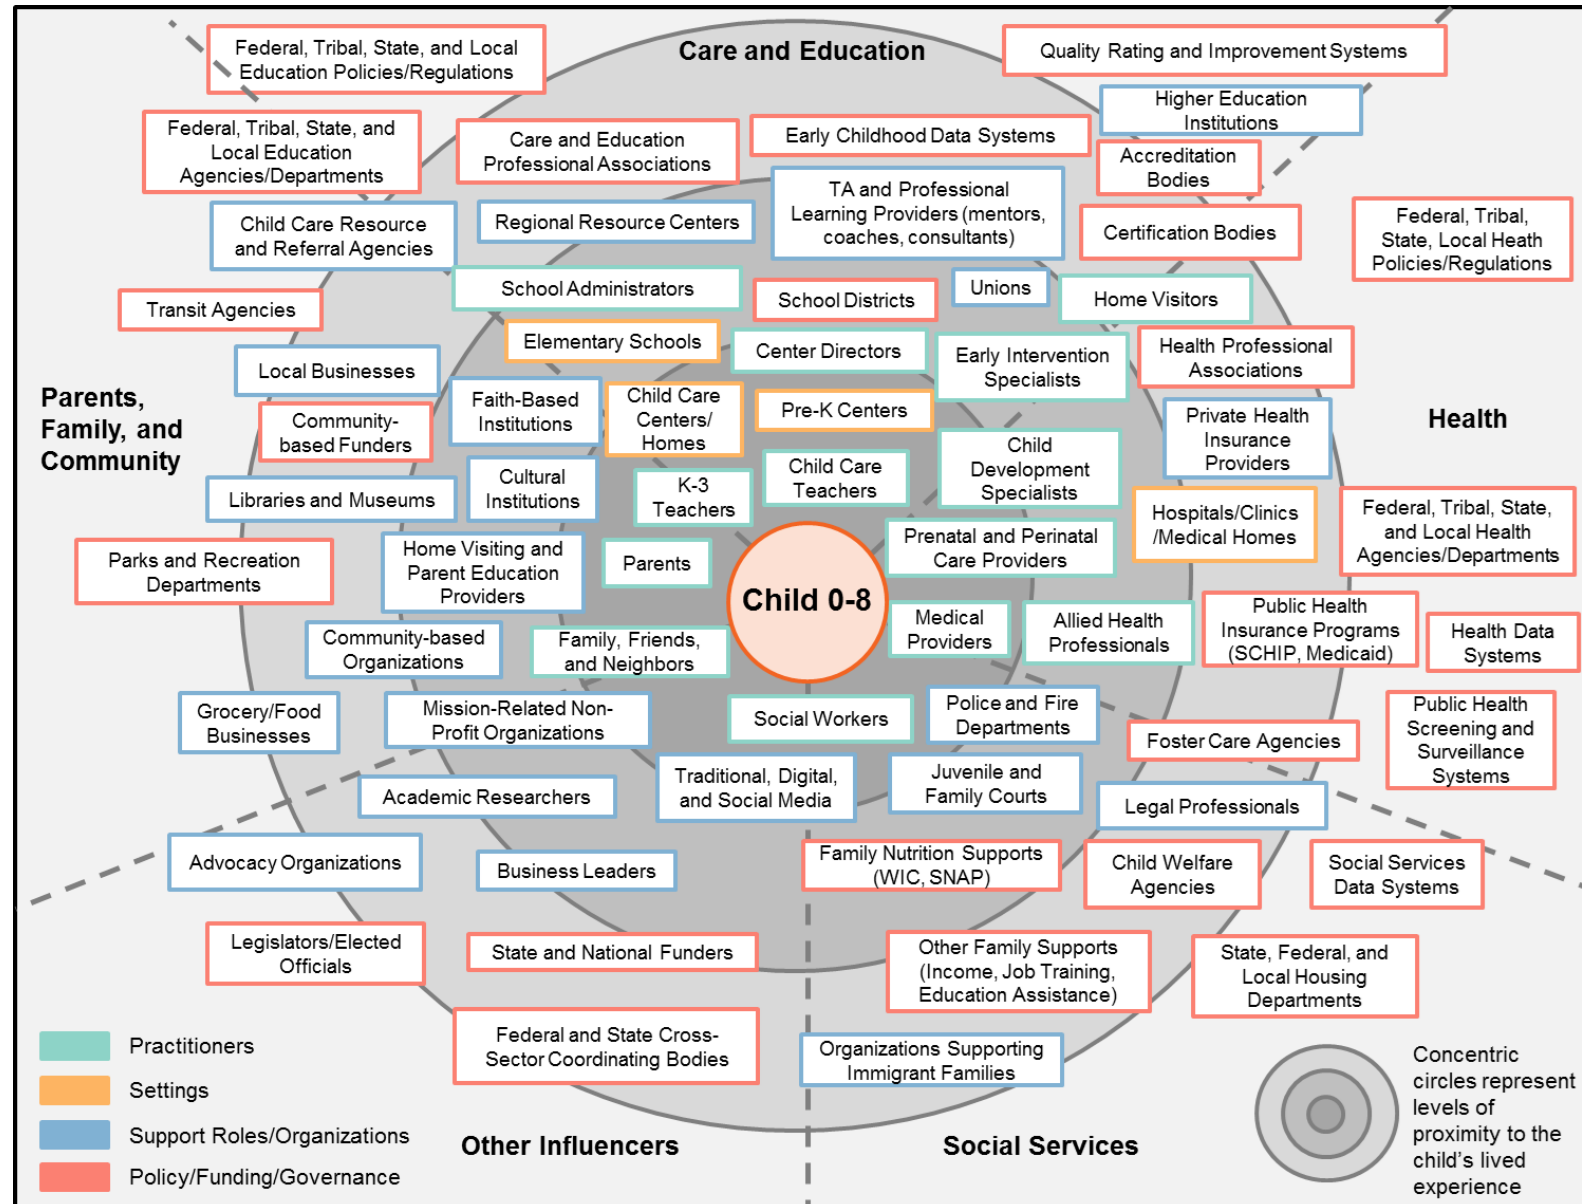 Care and Education
Federal, Tribal, State, and Local
Education Policies/Regulations
Quality Rating and Improvement Systems
Higher Education
Institutions
Federal, Tribal, State, and
Local Education
Agencies/Departments
Care and Education
Professional Associations
Early Childhood Data Systems
Accreditation
Bodies
Child Care Resource
and Referral Agencies
Regional Resource Centers
TA and Professional
Learning Providers (mentors,
coaches, consultants)
Certification Bodies
Federal, Tribal,
State, Local Heath
Policies/Regulations
Transit Agencies
School Administrators
School Districts
Unions
Home Visitors
Elementary Schools
Center Directors
Early Intervention
Specialists
Health Professional
Associations
Local Businesses
Parents,
Family, and
Community
Community-
based Funders
Faith-Based
Institutions
Child Care
Centers/
Homes
Pre-K Centers
Private Health
Insurance
Providers
Health
Libraries and Museums
Cultural
Institutions
K-3
Teachers
Child Care
Teachers
Child
Development
Specialists
Hospitals/Clinics
/Medical Homes
Federal, Tribal, State,
and Local Health
Agencies/Departments
Parks and Recreation
Departments
Home Visiting and
Parent Education
Providers
Parents
Prenatal and Perinatal
Care Providers
Child 0-8
Community-based
Organizations
Family, Friends,
and Neighbors
Medical
Providers
Allied Health
Professionals
Public Health
Insurance Programs
(SCHIP, Medicaid)
Health Data
Systems
Grocery/Food
Businesses
Mission-Related Non-
Profit Organizations
Social Workers
Police and Fire
Departments
Foster Care Agencies
Public Health
Screening and
Surveillance
Systems
Academic Researchers
Traditional, Digital,
and Social Media
Juvenile and
Family Courts
Legal Professionals
Advocacy Organizations
Business Leaders
Family Nutrition Supports
(WIC, SNAP)
Child Welfare
Agencies
Social Services
Data Systems
Legislators/Elected
Officials
State and National Funders
Other Family Supports
(Income, Job Training,
Education Assistance)
State, Federal, and
Local Housing
Departments
Federal and State Cross-
Sector Coordinating Bodies
Organizations Supporting
Immigrant Families
Other Influencers
Social Services
Practitioners
Settings
Support Roles/Organizations
Policy/Funding/Governance
Concentric
circles represent
levels of
proximity to the
child’s lived
experience